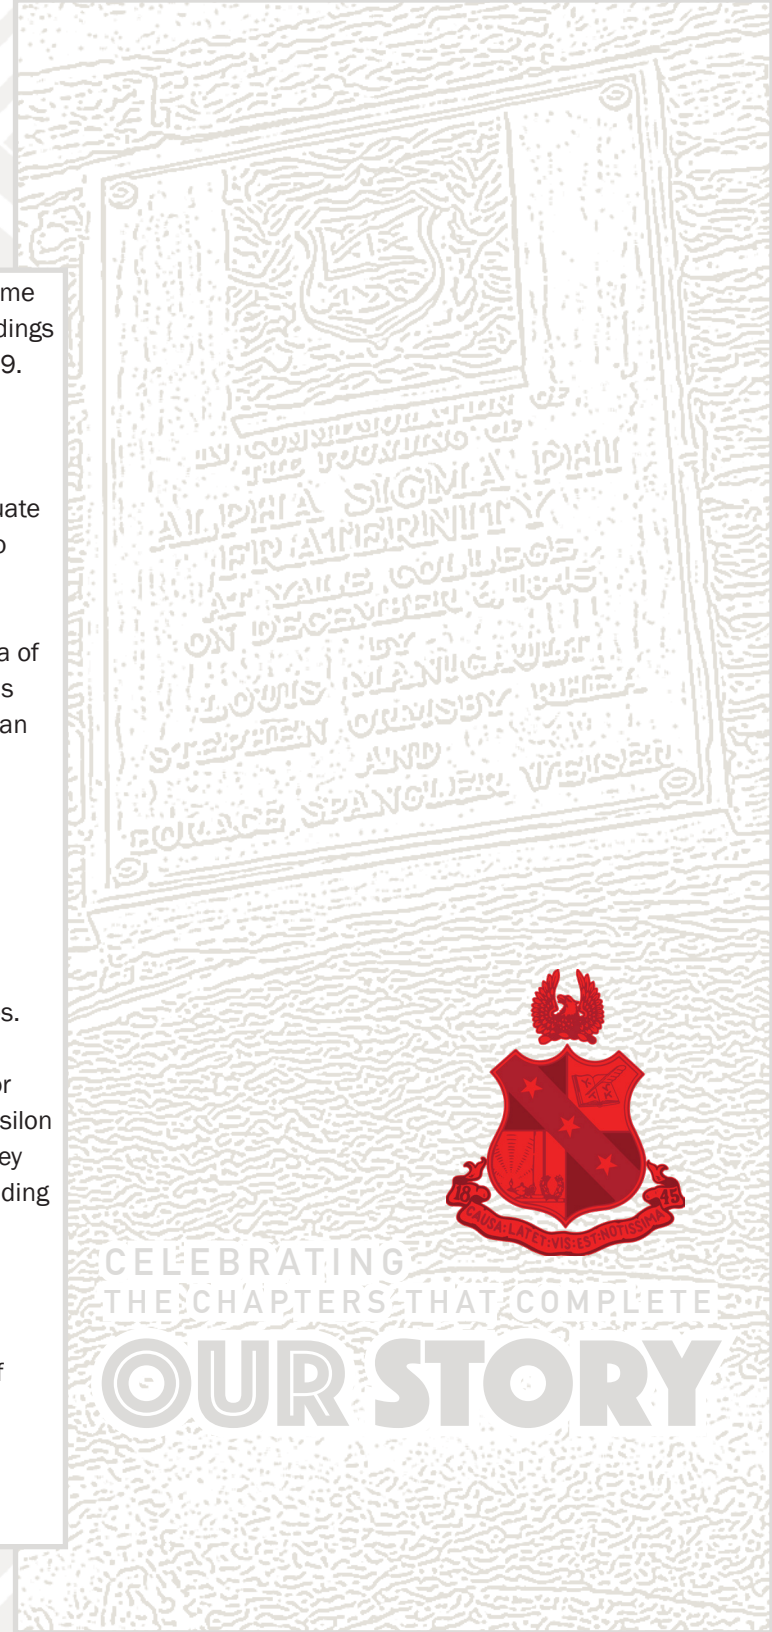 me
dings
9.
uate
o
a of
s
an
s.
or
silon
ey
ding
f
IN COMMEMORATION OF
THE FOUNDING OF
ALPHA SIGMA PHI
FRATERNITY
AT YALE COLLEGE
ON DECEMBER 6, 1845
BY
LOUIS MANIGAULT
STEPHEN ORMSBY RHEA
AND
HORACE SPANGLER WEISER
18 45
CAUSA:LATET:VIS:EST:NOTISSIMA
CELEBRATING
THE CHAPTERS THAT COMPLETE
OUR STORY